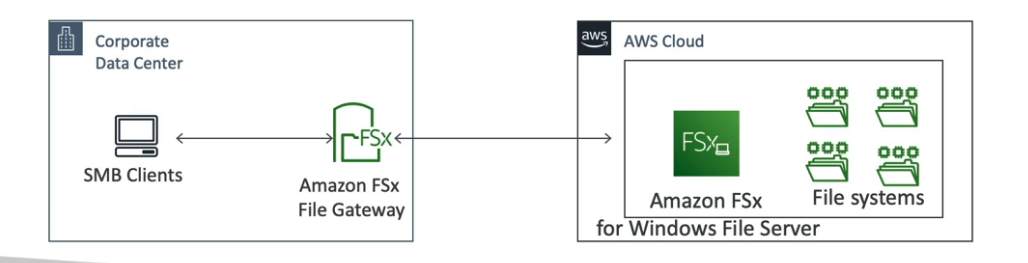 Corporate
Data Center
SMB Clients
FSx
Amazon FSx
File Gateway
aws
AWS Cloud
FSx
Amazon FSx
for Windows File Server
File systems